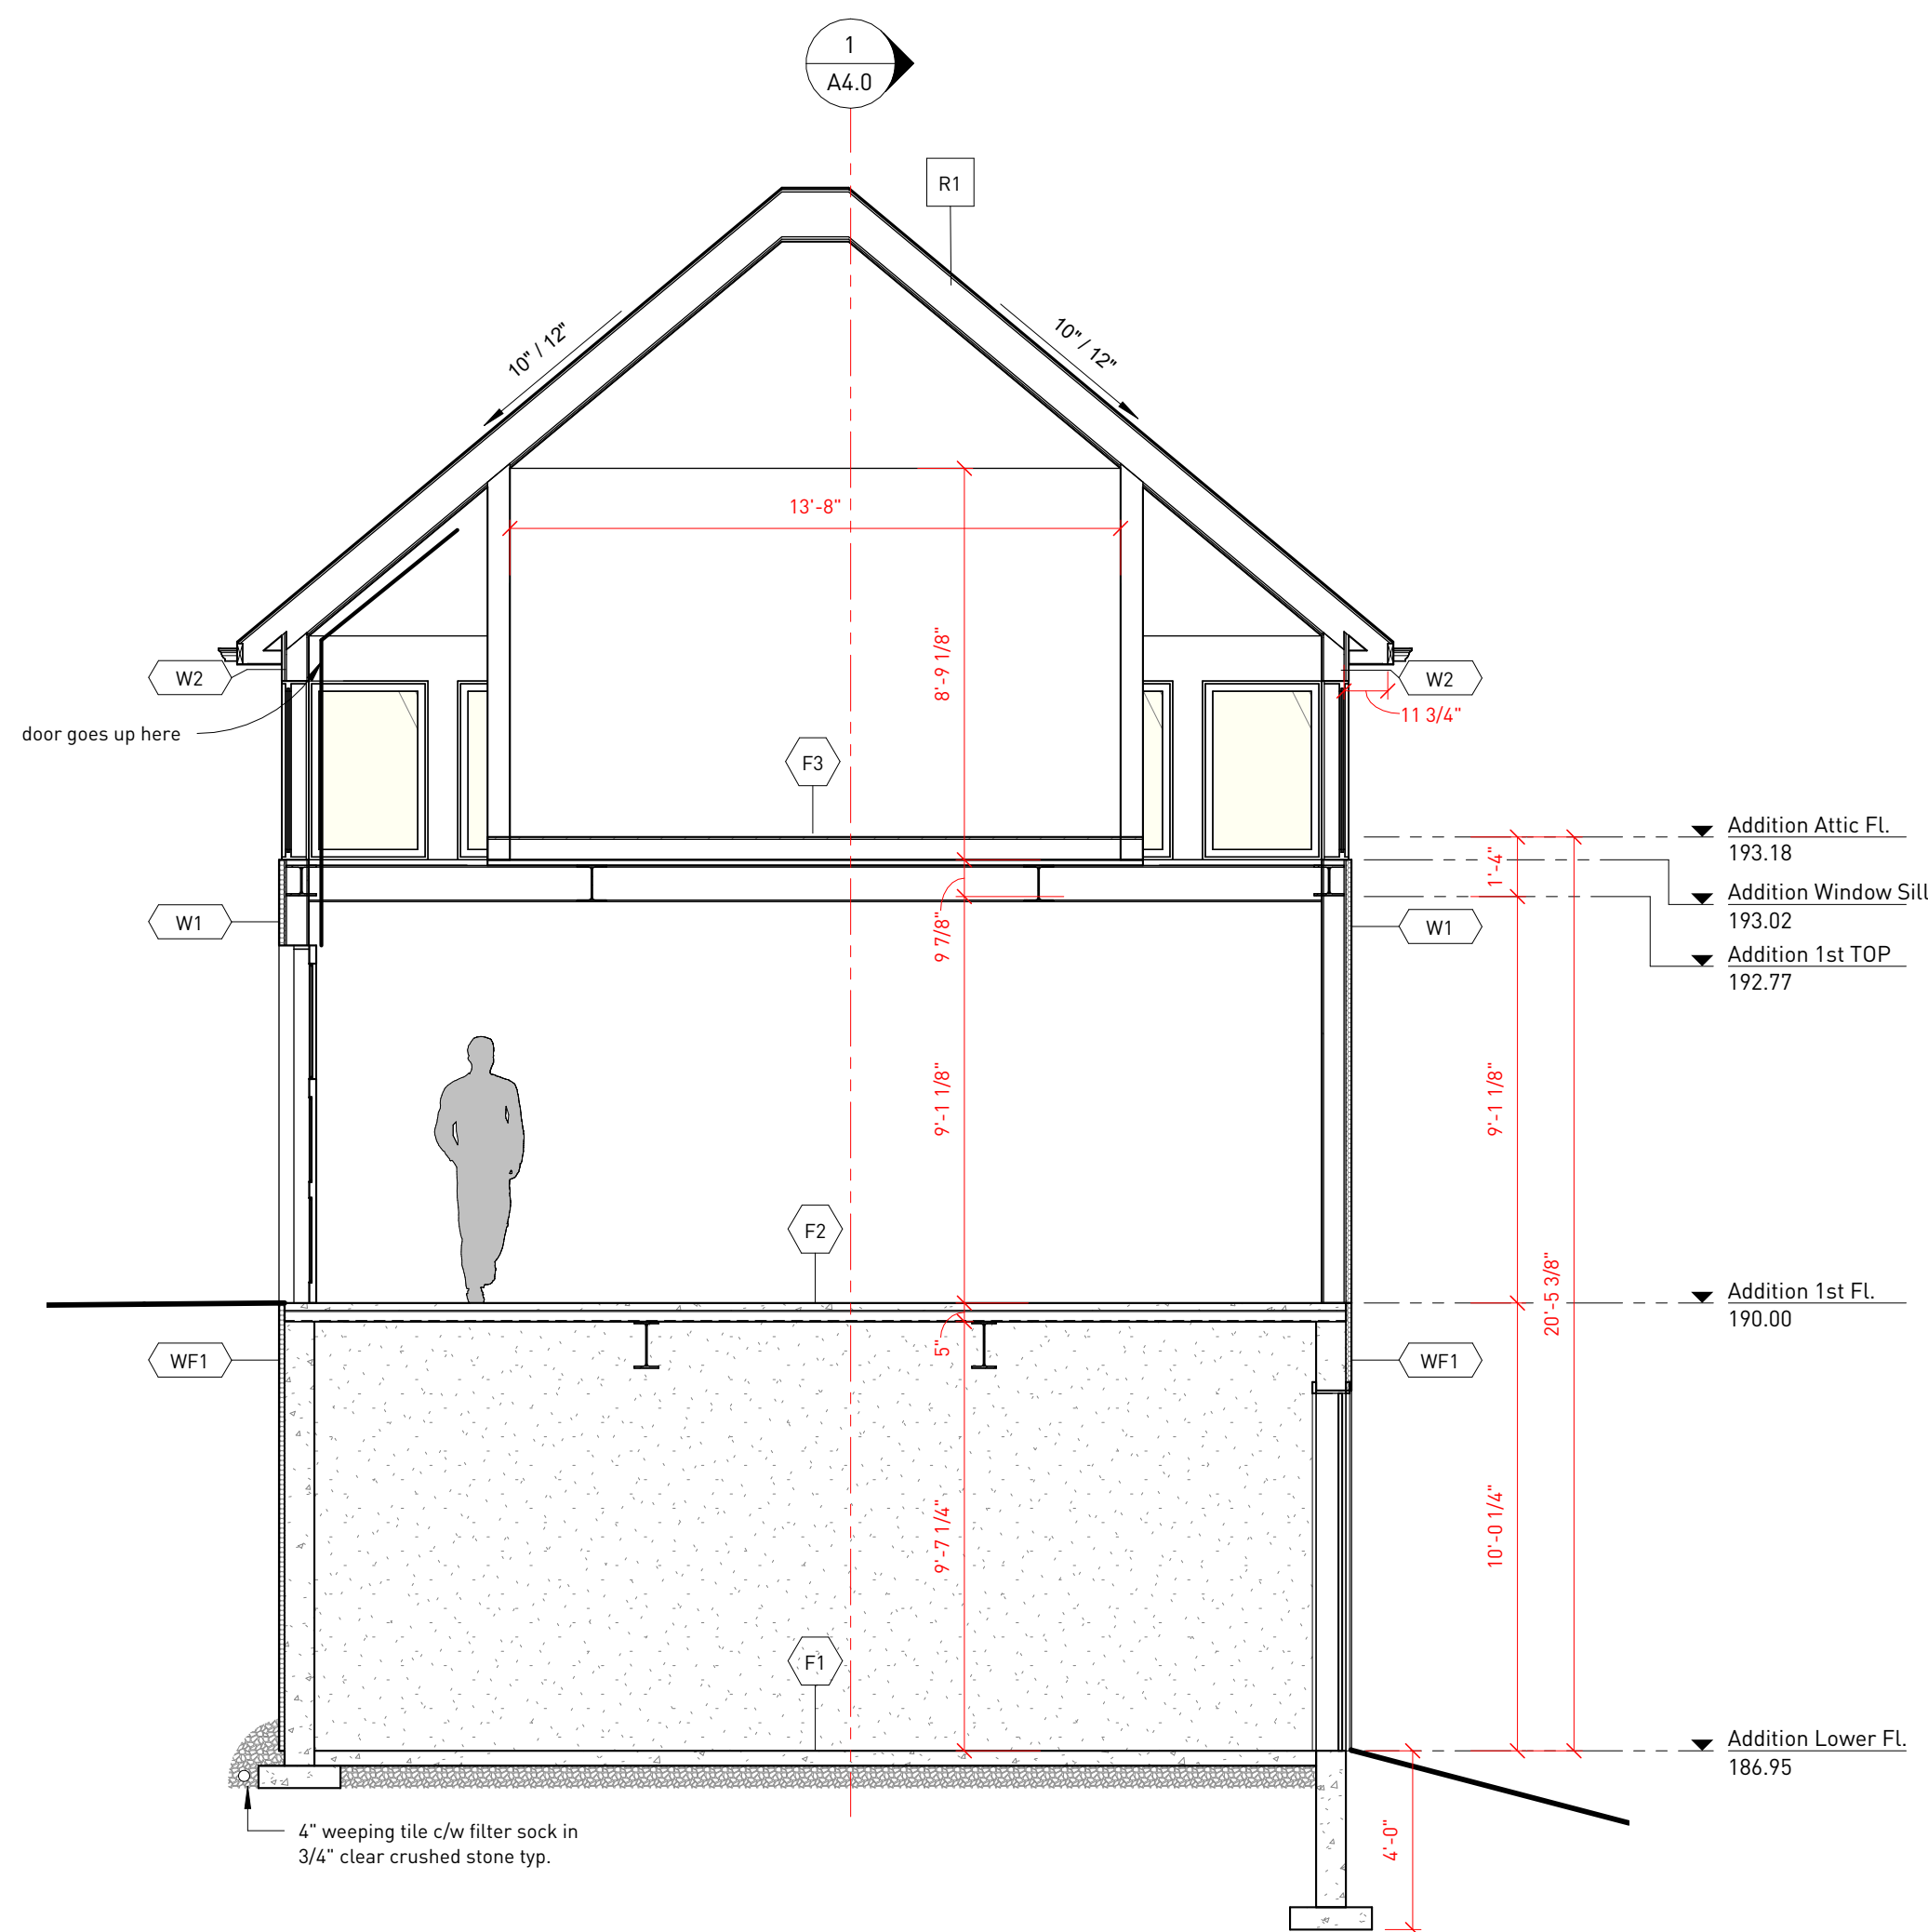 1
A4.0
R1
10" / 12"
10" / 12"
13'-8"
8'-9 1/8"
W2
W2
11 3/4"
door goes up here
F3
Addition Attic Fl.
193.18
1'-4"
Addition Window Sill
193.02
W1
W1
9 7/8"
Addition 1st TOP
192.77
9'-1 1/8"
9'-1 1/8"
F2
20'-5 3/8"
Addition 1st Fl.
190.00
5"
WF1
WF1
9'-7 1/4"
10'-0 1/4"
F1
Addition Lower Fl.
186.95
4" weeping tile c/w filter sock in
3/4" clear crushed stone typ.
4'-0"